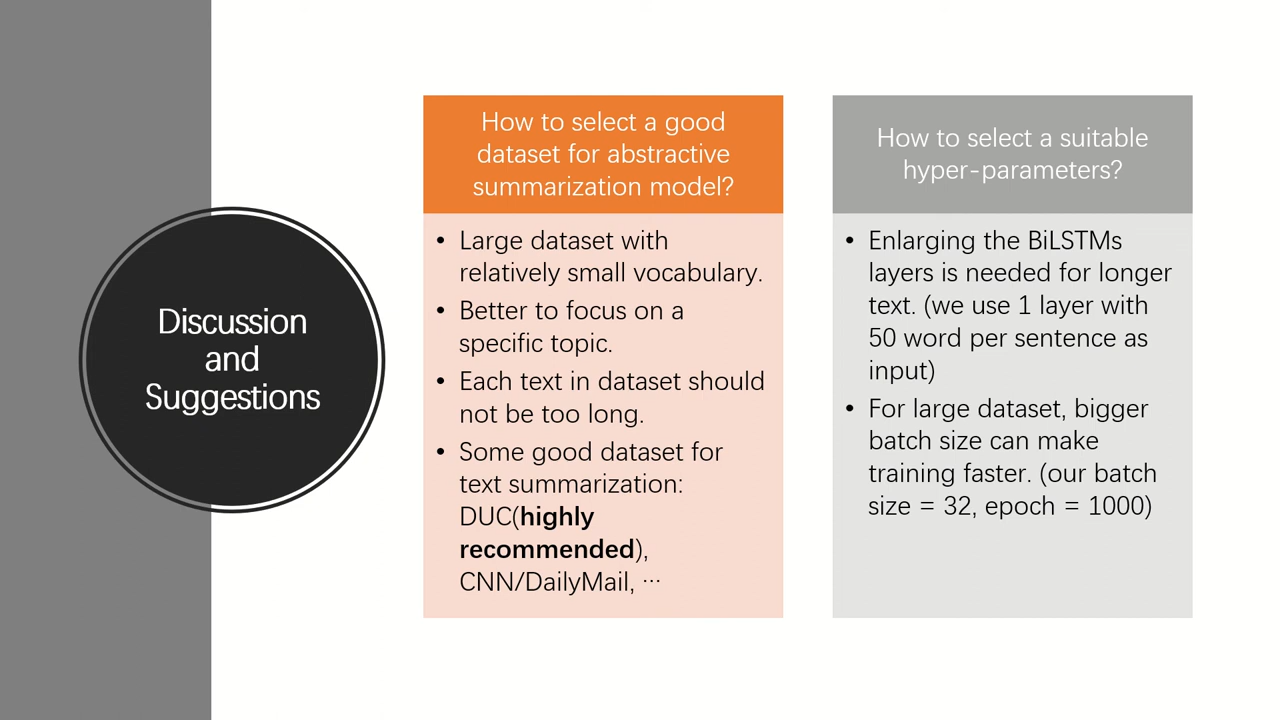 Discussion
and
Suggestions
How to select a good
dataset for abstractive
summarization model?
• Large dataset with
relatively small vocabulary.
• Better to focus on a
specific topic.
• Each text in dataset should
not be too long.
• Some good dataset for
text summarization:
DUC(highly
recommended),
CNN/DailyMail, ⋯
How to select a suitable
hyper-parameters?
• Enlarging the BiLSTMs
layers is needed for longer
text. (we use 1 layer with
50 word per sentence as
input)
• For large dataset, bigger
batch size can make
training faster. (our batch
size = 32, epoch = 1000)